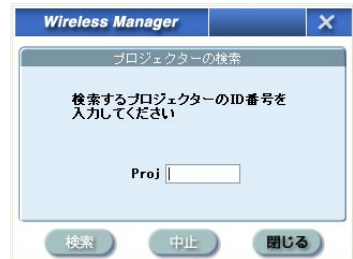 Wireless Manager
プロジェクターの検索
検索するプロジェクターのID番号を
入力してください
Proj
検索 中止 閉じる